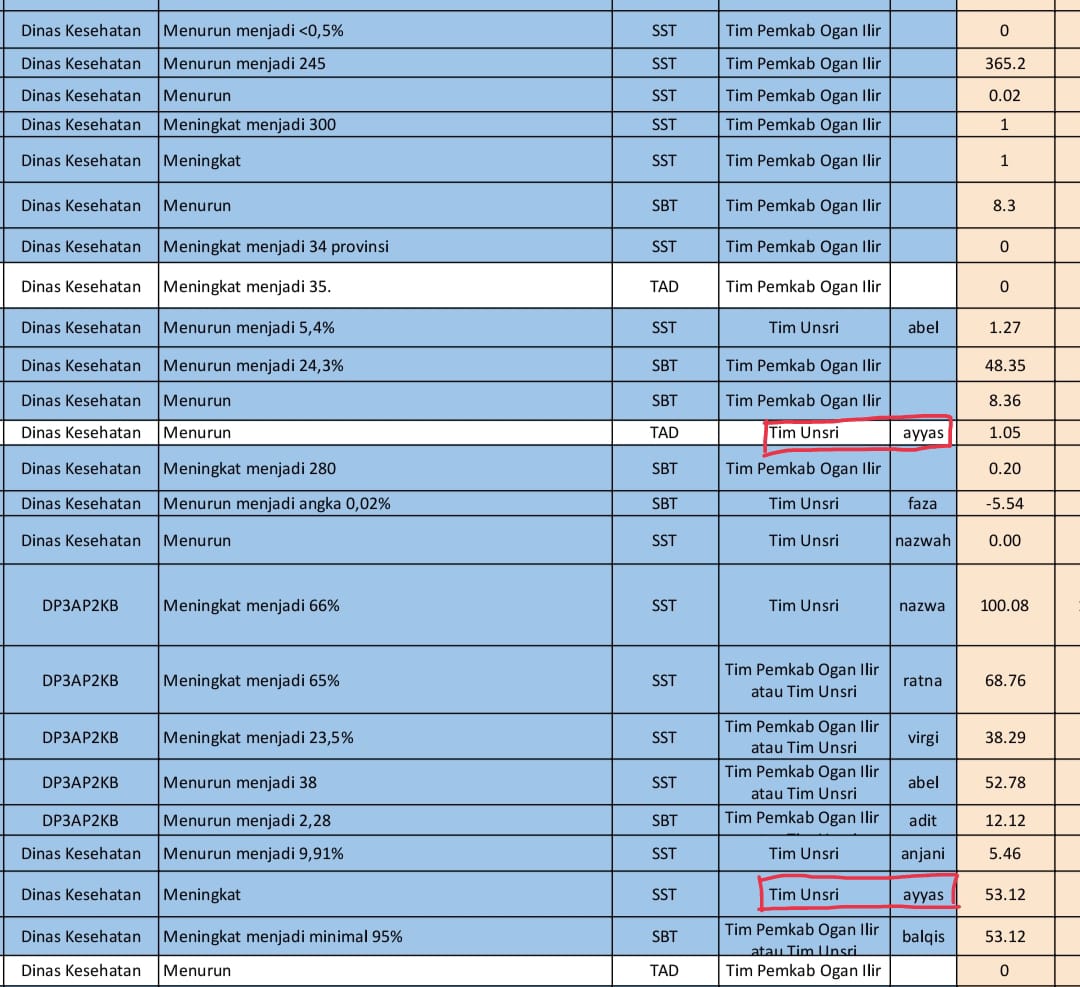 Dinas Kesehatan Menurun menjadi <0,5% SST Tim Pemkab Ogan Ilir 0
Dinas Kesehatan Menurun menjadi 245 SST Tim Pemkab Ogan Ilir 365.2
Dinas Kesehatan Menurun SST Tim Pemkab Ogan Ilir 0.02
Dinas Kesehatan Meningkat menjadi 300 SST Tim Pemkab Ogan Ilir 1
Dinas Kesehatan Meningkat SST Tim Pemkab Ogan Ilir 1
Dinas Kesehatan Menurun SBT Tim Pemkab Ogan Ilir 8.3
Dinas Kesehatan Meningkat menjadi 34 provinsi SST Tim Pemkab Ogan Ilir 0
Dinas Kesehatan Meningkat menjadi 35. TAD Tim Pemkab Ogan Ilir 0
Dinas Kesehatan Menurun menjadi 5,4% SST Tim Unsri abel 1.27
Dinas Kesehatan Menurun menjadi 24,3% SBT Tim Pemkab Ogan Ilir 48.35
Dinas Kesehatan Menurun SBT Tim Pemkab Ogan Ilir 8.36
Dinas Kesehatan Menurun TAD Tim Unsri ayyas 1.05
Dinas Kesehatan Meningkat menjadi 280 SBT Tim Pemkab Ogan Ilir 0.20
Dinas Kesehatan Menurun menjadi angka 0,02% SBT Tim Unsri faza -5.54
Dinas Kesehatan Menurun SST Tim Unsri nazwah 0.00
DP3AP2KB Meningkat menjadi 66% SST Tim Unsri nazwa 100.08
DP3AP2KB Meningkat menjadi 65% SST Tim Pemkab Ogan Ilir
atau Tim Unsri ratna 68.76
DP3AP2KB Meningkat menjadi 23,5% SST Tim Pemkab Ogan Ilir
atau Tim Unsri virgi 38.29
DP3AP2KB Menurun menjadi 38 SST Tim Pemkab Ogan Ilir
atau Tim Unsri abel 52.78
DP3AP2KB Menurun menjadi 2,28 SBT Tim Pemkab Ogan Ilir adit 12.12
Dinas Kesehatan Menurun menjadi 9,91% SST Tim Unsri anjani 5.46
Dinas Kesehatan Meningkat SST Tim Unsri ayyas 53.12
Dinas Kesehatan Meningkat menjadi minimal 95% SBT Tim Pemkab Ogan Ilir
atau Tim Unsri balqis 53.12
Dinas Kesehatan Menurun TAD Tim Pemkab Ogan Ilir 0